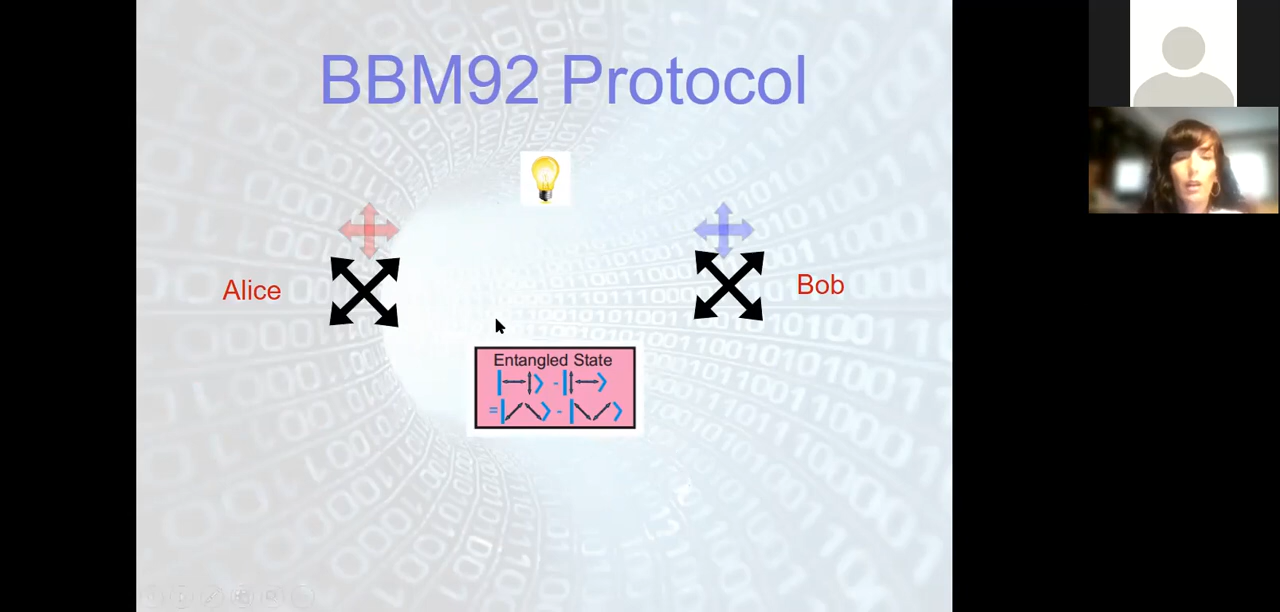 BBM92 Protocol
Alice
Bob
Entangled State
|↔↕⟩ - |↕↔⟩
=|⤢⤡⟩ - |⤡⤢⟩